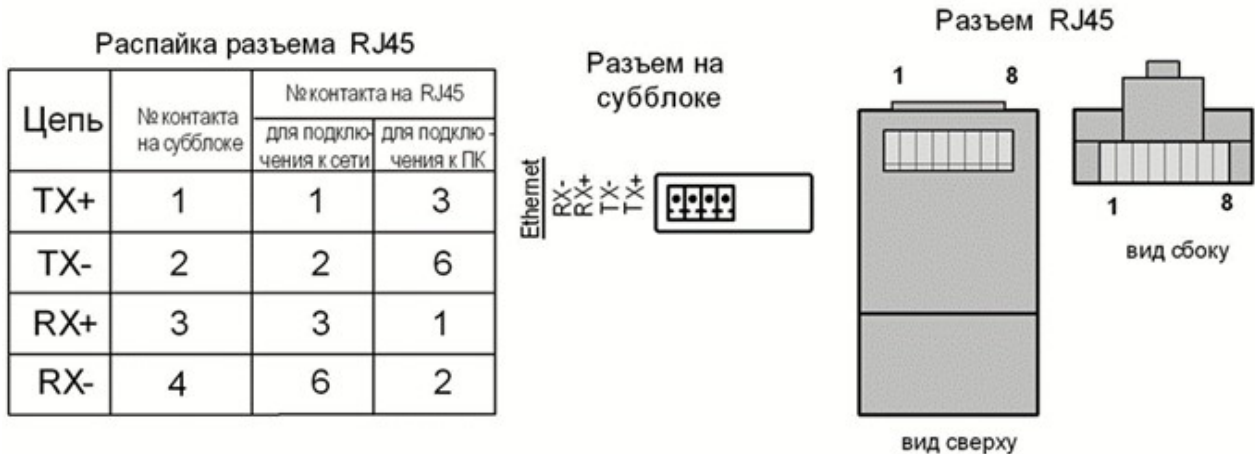 Распайка разъема RJ45
Цепь
№ контакта
на субблоке
№ контакта на RJ45
для подклю-
чения к сети
для подклю-
чения к ПК
TX+ 1 1 3
TX- 2 2 6
RX+ 3 3 1
RX- 4 6 2
Разъем на
субблоке
Ethernet
RX-
RX+
TX-
TX+
Разъем RJ45
1 8
вид сверху
1 8
вид сбоку